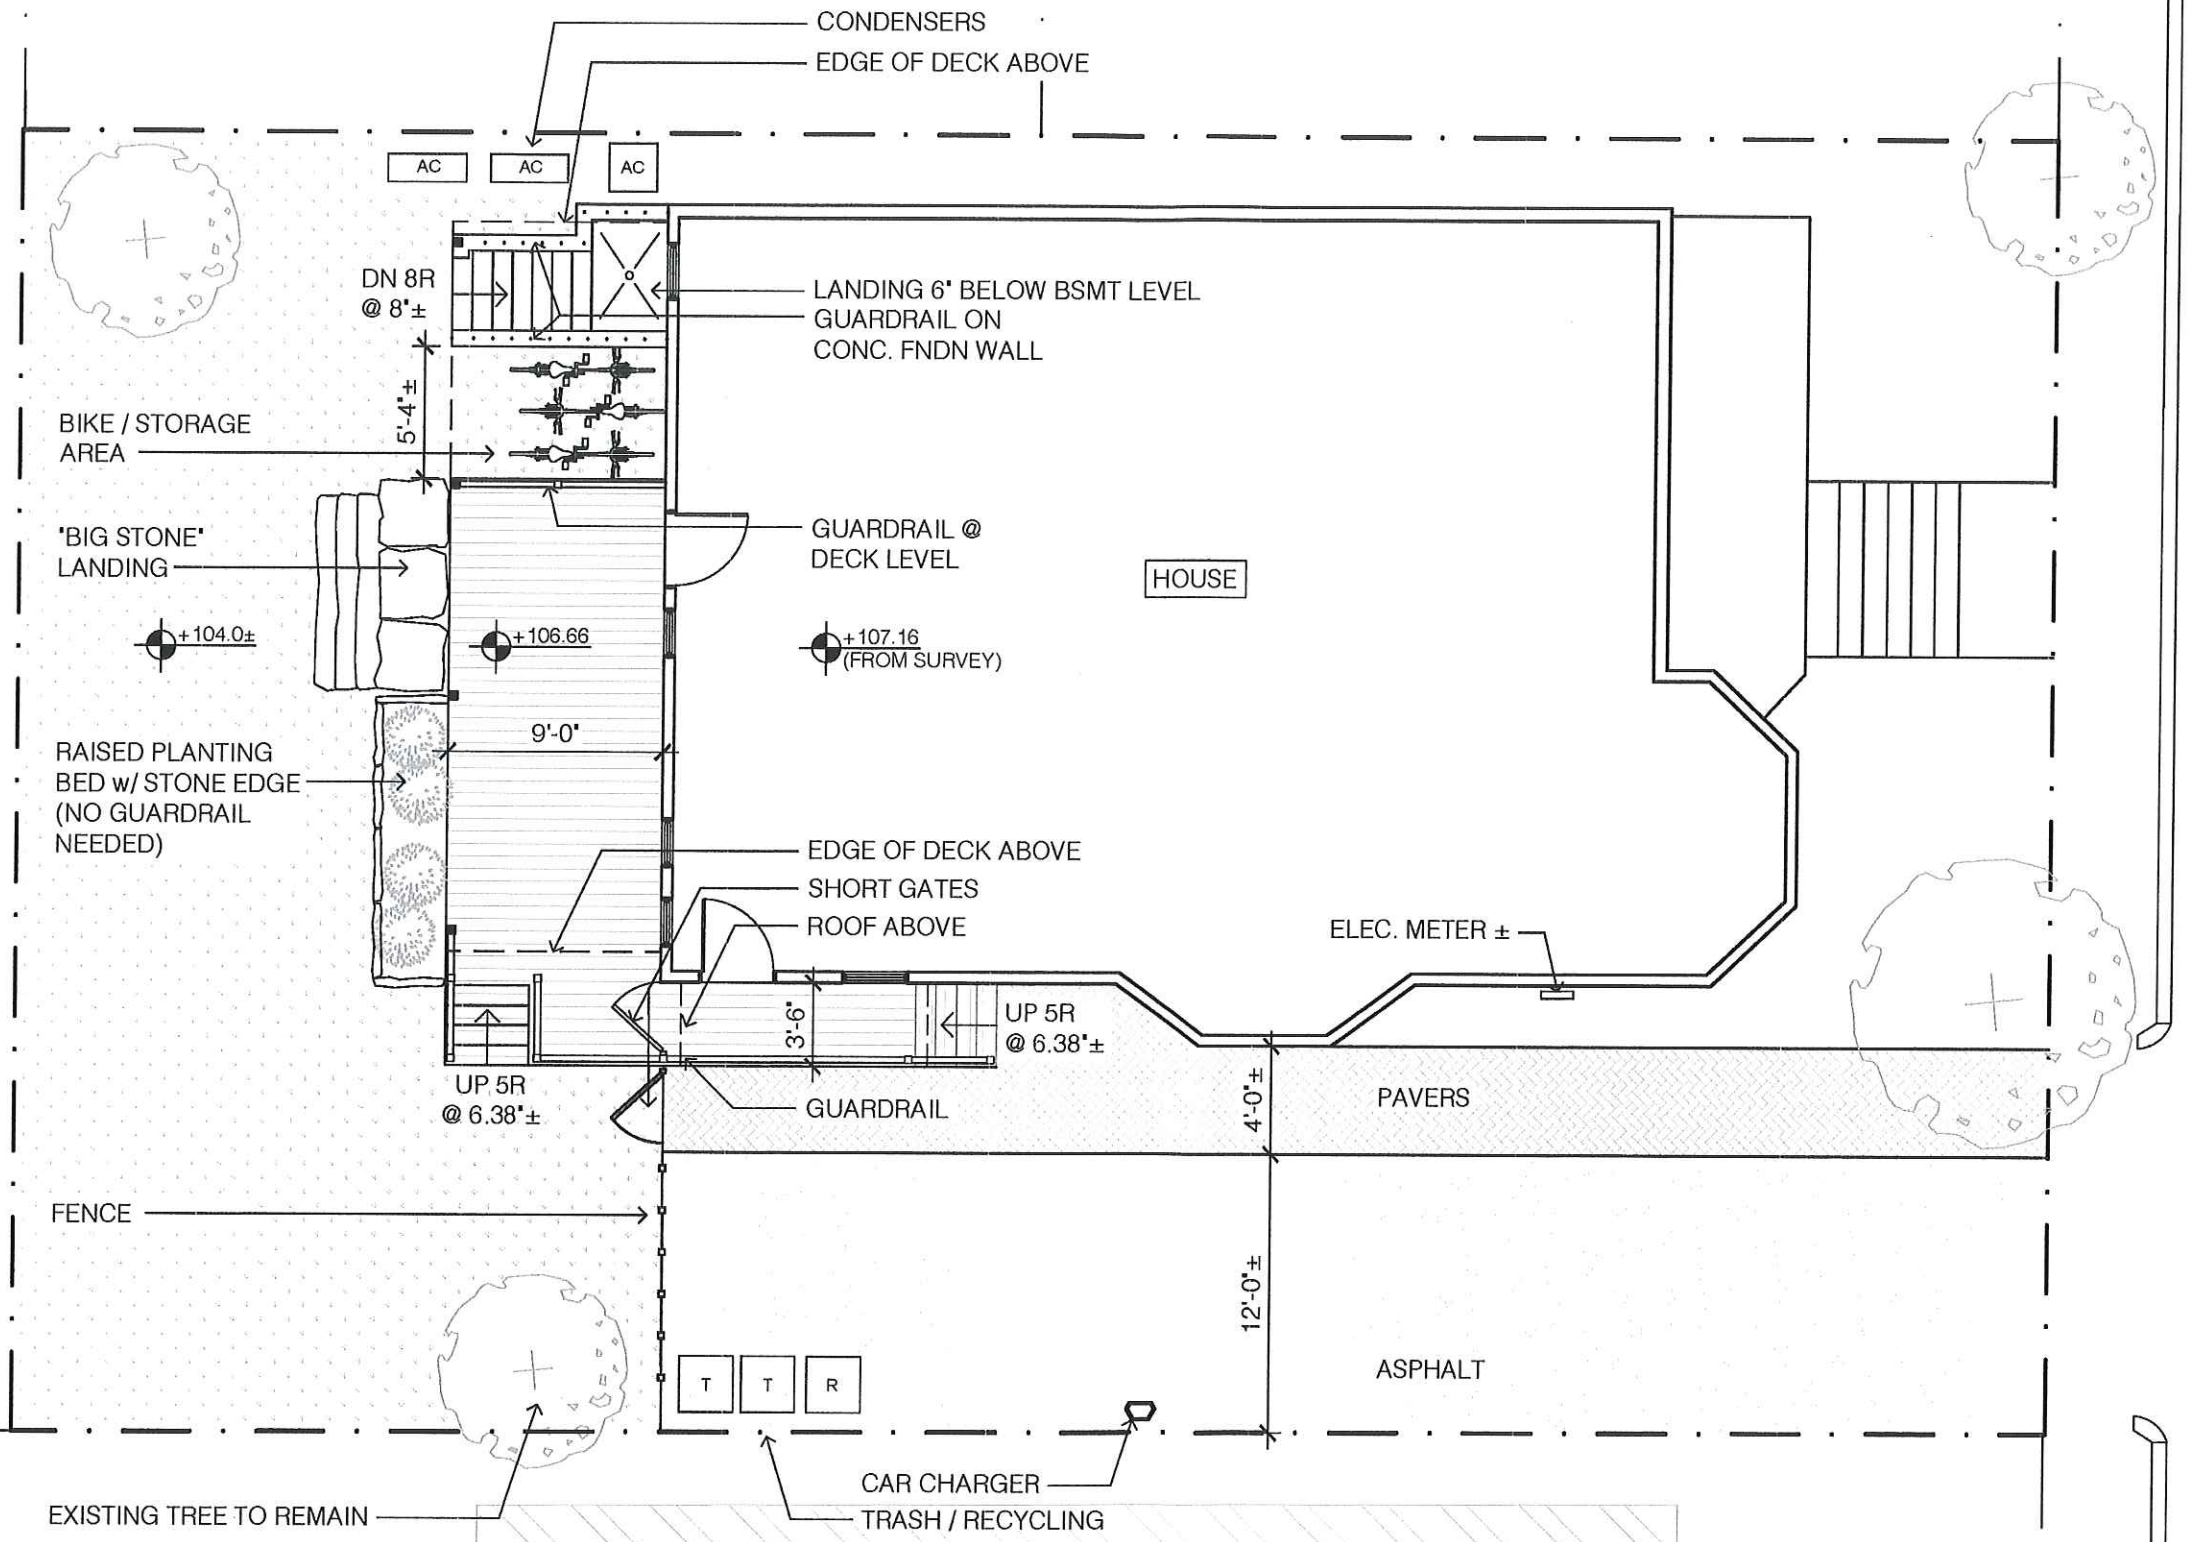 CONDENSERS
EDGE OF DECK ABOVE
AC
AC
AC
DN 8R
@ 8"±
LANDING 6" BELOW BSMT LEVEL
GUARDRAIL ON
CONC. FNDN WALL
5'-4"±
BIKE / STORAGE
AREA
"BIG STONE"
LANDING
GUARDRAIL @
DECK LEVEL
HOUSE
+104.0±
+106.66
+107.16
(FROM SURVEY)
9'-0"
RAISED PLANTING
BED w/ STONE EDGE
(NO GUARDRAIL
NEEDED)
EDGE OF DECK ABOVE
SHORT GATES
ROOF ABOVE
ELEC. METER ±
3'-6"
UP 5R
@ 6.38"±
UP 5R
@ 6.38"±
GUARDRAIL
4'-0"±
PAVERS
FENCE
12'-0"±
ASPHALT
T
T
R
CAR CHARGER
EXISTING TREE TO REMAIN
TRASH / RECYCLING